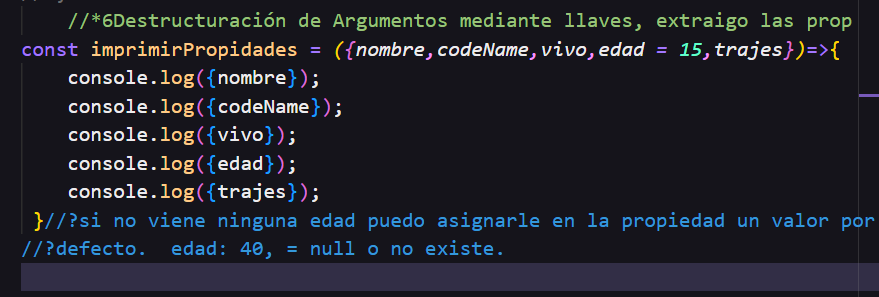 //*6Destructuración de Argumentos mediante llaves, extraigo las prop
const imprimirPropidades = ({nombre,codeName,vivo,edad = 15,trajes})=>{
console.log({nombre});
console.log({codeName});
console.log({vivo});
console.log({edad});
console.log({trajes});
}//?si no viene ninguna edad puedo asignarle en la propiedad un valor por
//?defecto.  edad: 40, = null o no existe.